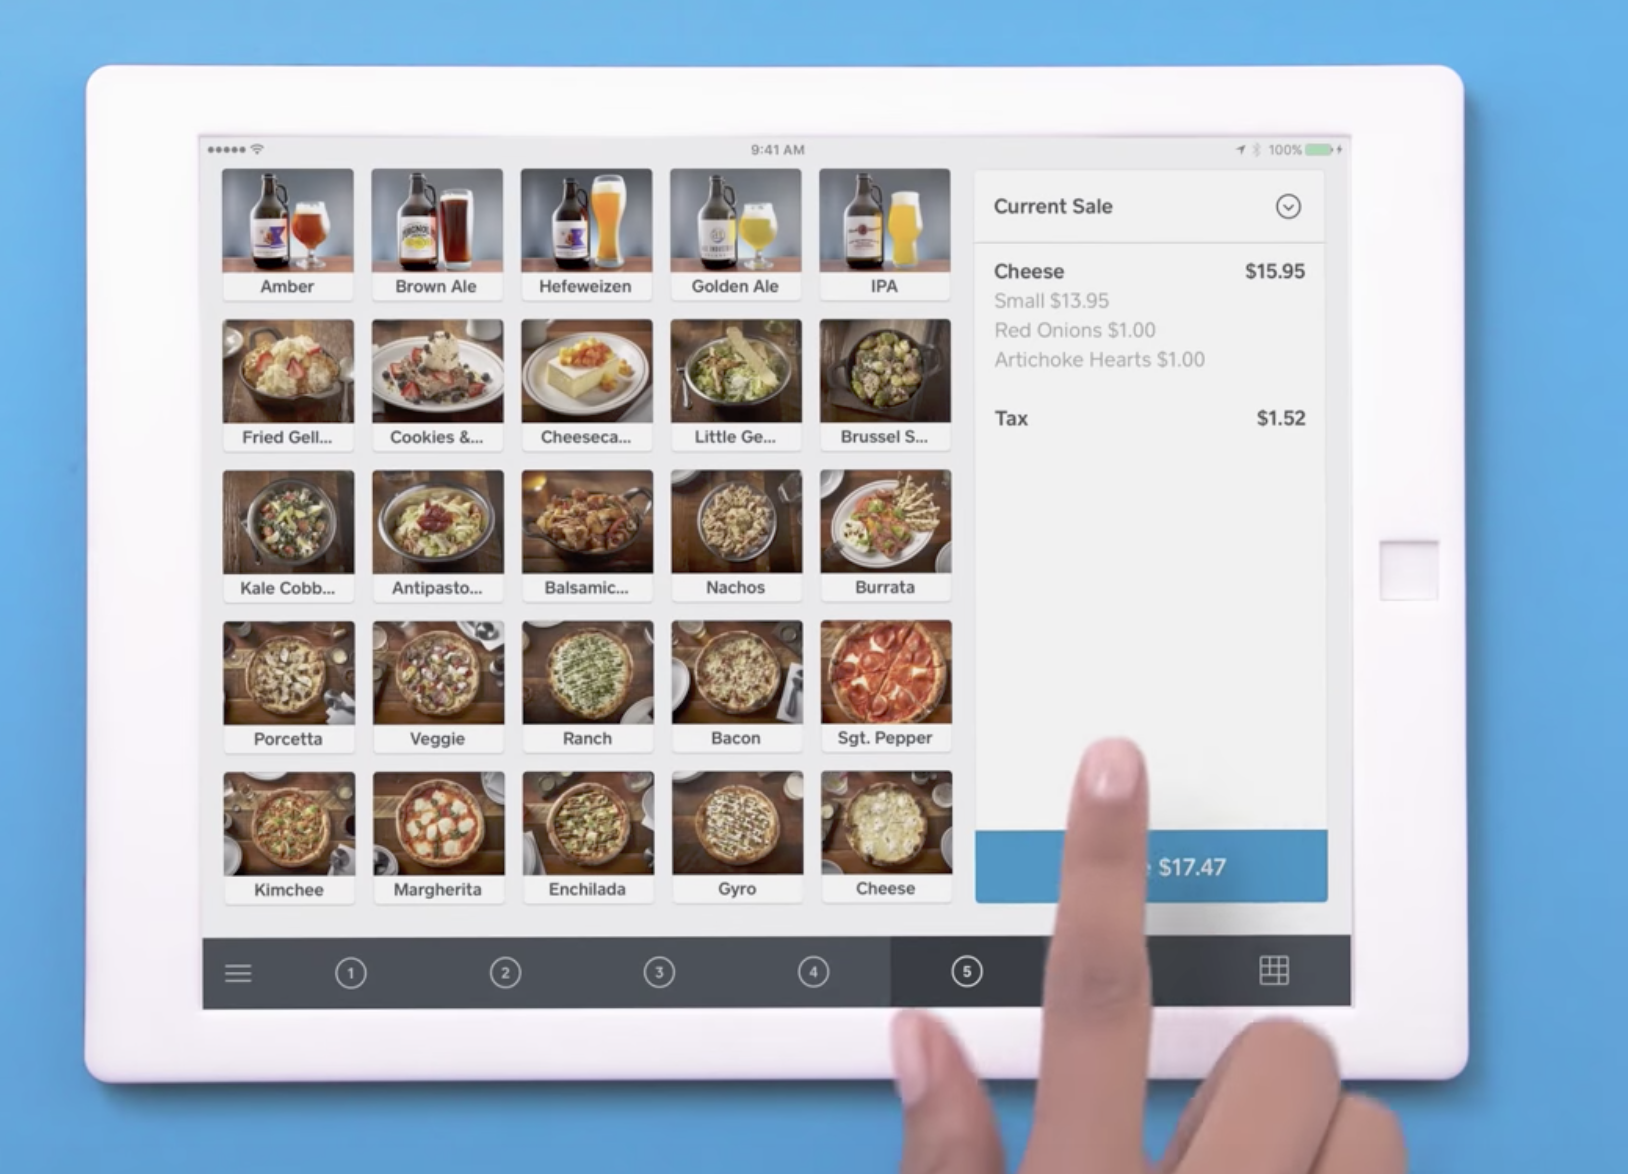 9:41 AM
100%
Amber
Brown Ale
Hefeweizen
Golden Ale
IPA
Fried Gell...
Cookies &...
Cheeseca...
Little Ge...
Brussel S...
Kale Cobb...
Antipasto...
Balsamic...
Nachos
Burrata
Porcetta
Veggie
Ranch
Bacon
Sgt. Pepper
Kimchee
Margherita
Enchilada
Gyro
Cheese
Current Sale
Cheese $15.95
Small $13.95
Red Onions $1.00
Artichoke Hearts $1.00
Tax $1.52
$17.47
1 2 3 4 5